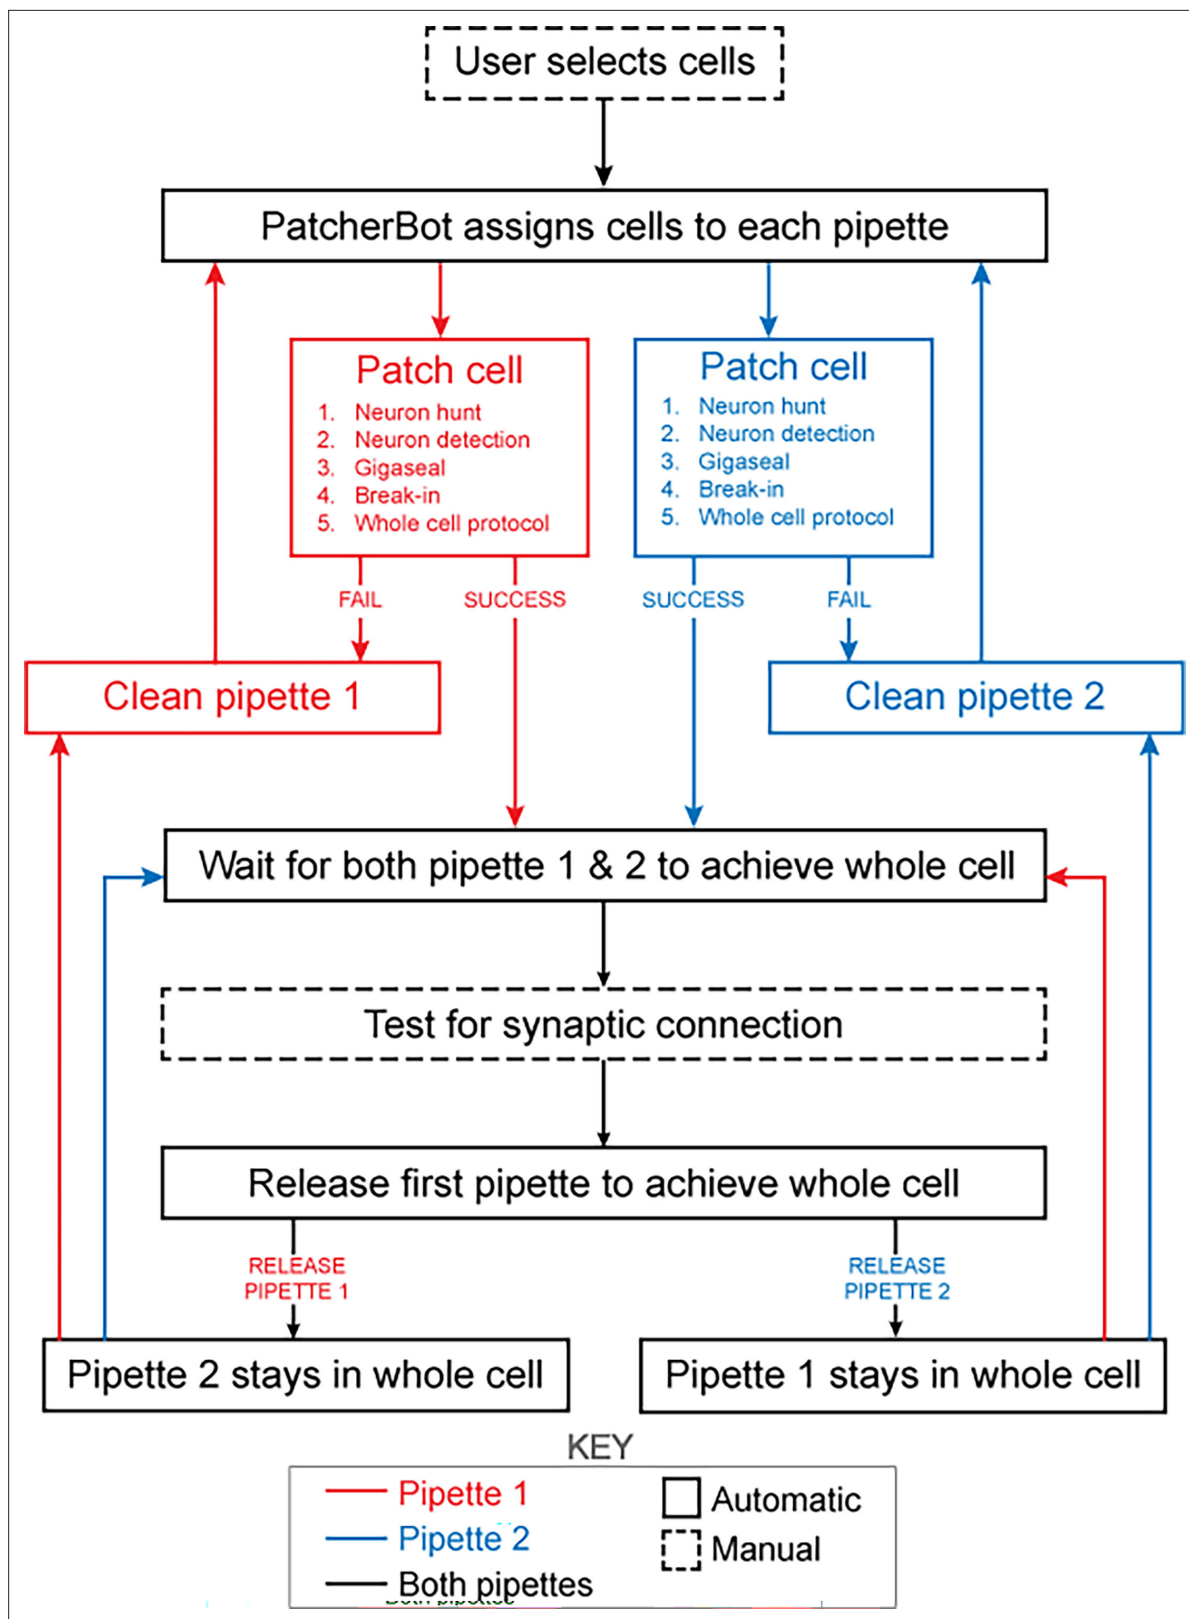 User selects cells
PatcherBot assigns cells to each pipette
Patch cell
1. Neuron hunt
2. Neuron detection
3. Gigaseal
4. Break-in
5. Whole cell protocol
Patch cell
1. Neuron hunt
2. Neuron detection
3. Gigaseal
4. Break-in
5. Whole cell protocol
FAIL
SUCCESS
SUCCESS
FAIL
Clean pipette 1
Clean pipette 2
Wait for both pipette 1 & 2 to achieve whole cell
Test for synaptic connection
Release first pipette to achieve whole cell
RELEASE
PIPETTE 1
RELEASE
PIPETTE 2
Pipette 2 stays in whole cell
Pipette 1 stays in whole cell
KEY
Pipette 1
Pipette 2
Both pipettes
Automatic
Manual